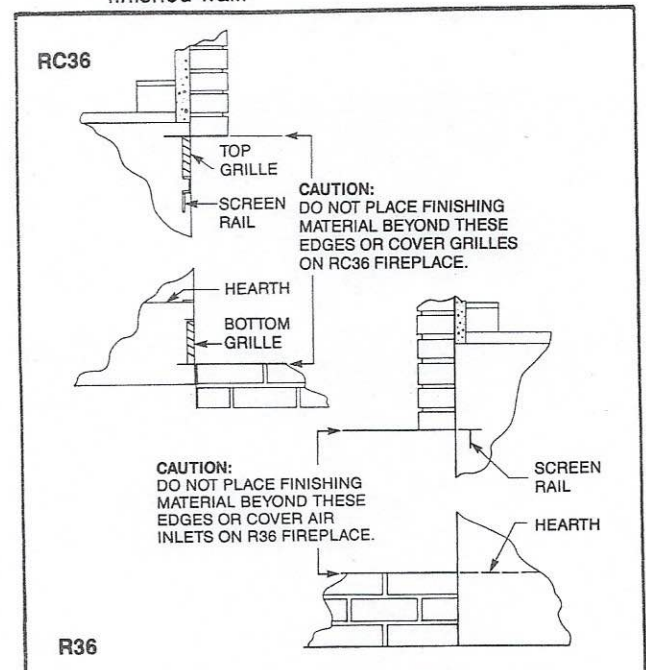 RC36
TOP
GRILLE
SCREEN
RAIL
CAUTION:
DO NOT PLACE FINISHING
MATERIAL BEYOND THESE
EDGES OR COVER GRILLES
ON RC36 FIREPLACE.
HEARTH
BOTTOM
GRILLE
CAUTION:
DO NOT PLACE FINISHING
MATERIAL BEYOND THESE
EDGES OR COVER AIR
INLETS ON R36 FIREPLACE.
SCREEN
RAIL
HEARTH
R36